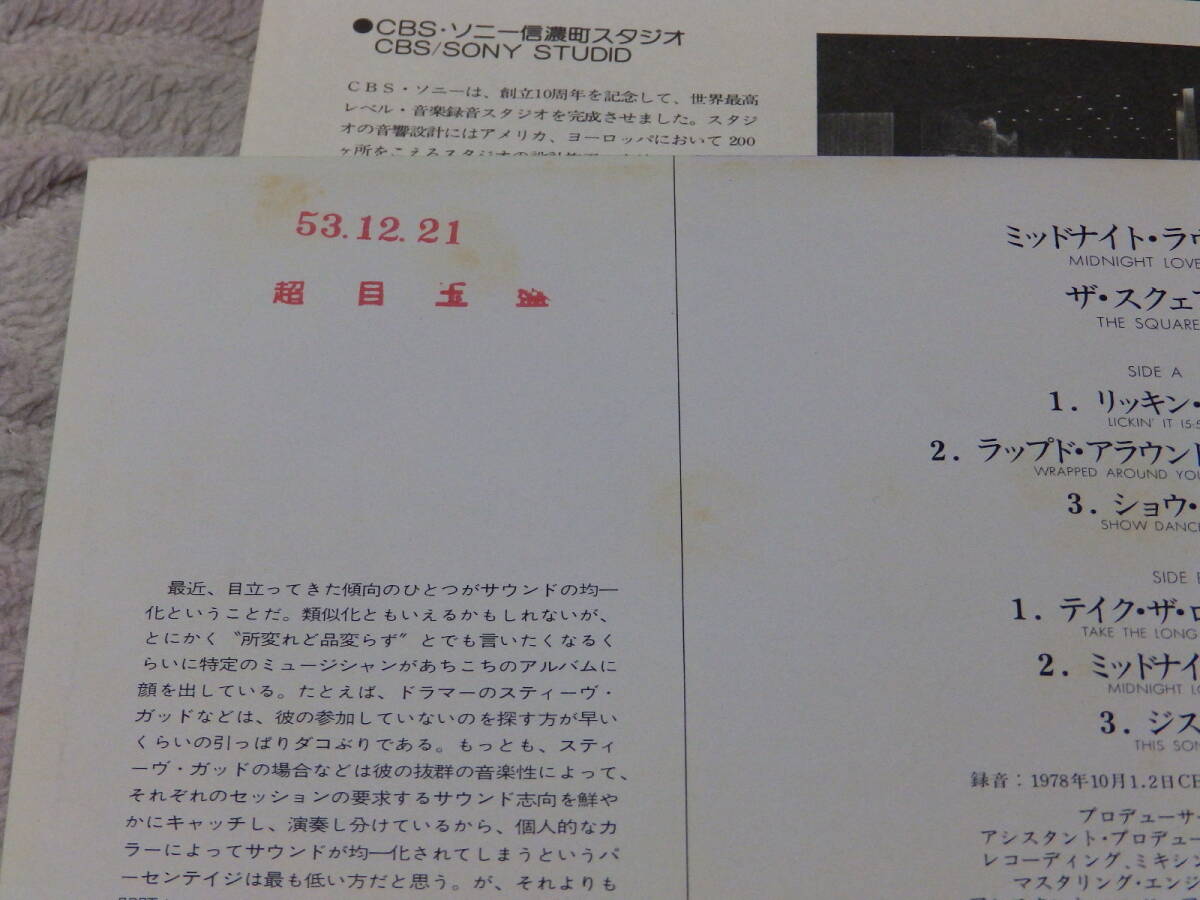 ●CBS・ソニー信濃町スタジオ
CBS/SONY STUDIO
CBS・ソニーは、創立10周年を記念して、世界最高
レベル・音楽録音スタジオを完成させました。スタジ
オの音響設計にはアメリカ、ヨーロッパにおいて200
ヶ所をこえるスタジオの設計
53.12.21
超目玉盤
最近、目立ってきた傾向のひとつがサウンドの均一
化ということだ。類似化ともいえるかもしれないが、
とにかく〝所変れど品変らず〟とでも言いたくなるく
らいに特定のミュージシャンがあちこちのアルバムに
顔を出している。たとえば、ドラマーのスティーヴ・
ガッドなどは、彼の参加していないのを探す方が早い
くらいの引っぱりダコぶりである。もっとも、スティ
ーヴ・ガッドの場合などは彼の抜群の音楽性によって、
それぞれのセッションの要求するサウンド志向を鮮や
かにキャッチし、演奏し分けているから、個人的なカ
ラーによってサウンドが均一化されてしまうというパ
ーセンテイジは最も低い方だと思う。が、それよりも
ミッドナイト・ラヴ
MIDNIGHT LOVE
ザ・スクェア
THE SQUARE
SIDE A
1. リッキン・
LICKIN' IT (5:5
2. ラップド・アラウンド
WRAPPED AROUND YOU
3. ショウ・
SHOW DANCE
SIDE B
1. テイク・ザ・ロ
TAKE THE LONG
2. ミッドナイ
MIDNIGHT LO
3. ジス
THIS SON
録音：1978年10月1.2日CB
プロデューサ
アシスタント・プロデュー
レコーディング、ミキシン
マスタリング・エンジ